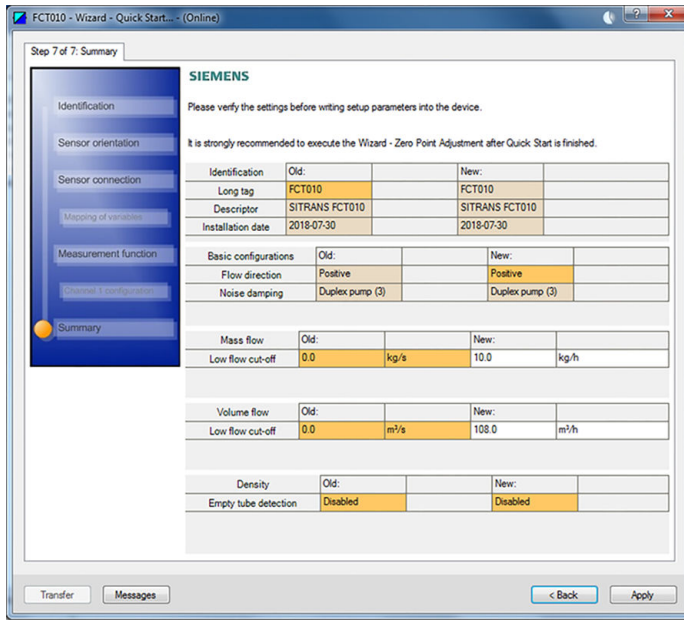 FCT010 - Wizard - Quick Start... - (Online)
Step 7 of 7: Summary
Identification
Sensor orientation
Sensor connection
Mapping of variables
Measurement function
Channel 1 configuration
Summary
SIEMENS
Please verify the settings before writing setup parameters into the device.
It is strongly recommended to execute the Wizard - Zero Point Adjustment after Quick Start is finished.
Identification Old: New:
Long tag FCT010 FCT010
Descriptor SITRANS FCT010 SITRANS FCT010
Installation date 2018-07-30 2018-07-30
Basic configurations Old: New:
Flow direction Positive Positive
Noise damping Duplex pump (3) Duplex pump (3)
Mass flow Old: New:
Low flow cut-off 0.0 kg/s 10.0 kg/h
Volume flow Old: New:
Low flow cut-off 0.0 m³/s 108.0 m³/h
Density Old: New:
Empty tube detection Disabled Disabled
Transfer Messages < Back Apply